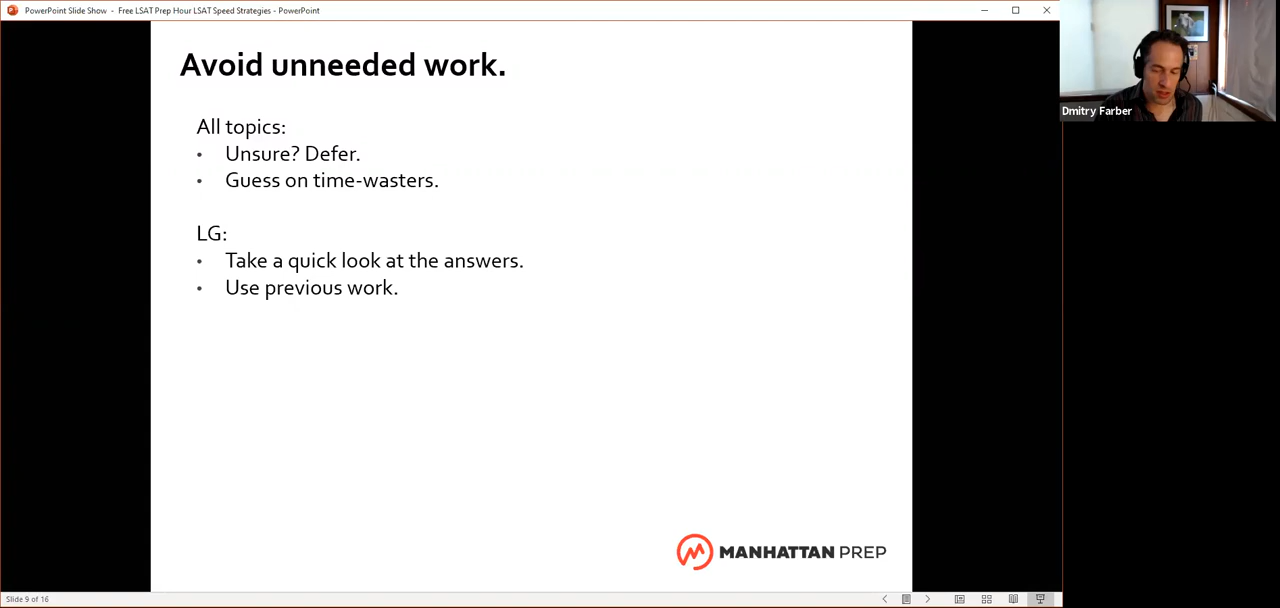 PowerPoint Slide Show - Free LSAT Prep Hour LSAT Speed Strategies - PowerPoint
Avoid unneeded work.
All topics:
• Unsure? Defer.
• Guess on time-wasters.
LG:
• Take a quick look at the answers.
• Use previous work.
MANHATTAN PREP
Slide 9 of 16
Dmitry Farber